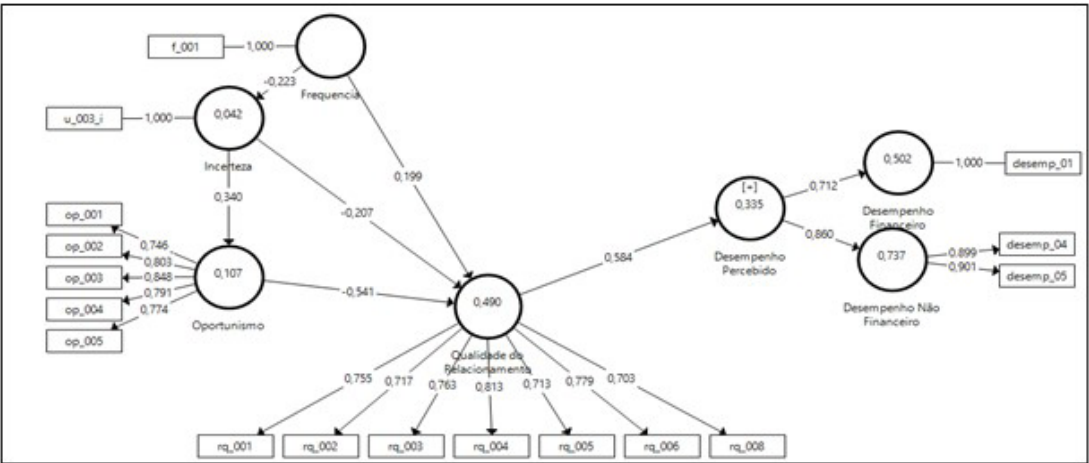 f_001
1,000
Frequencia
-0,223
u_003_i
1,000
0,042
Incerteza
0,199
0,340
-0,207
op_001
op_002
op_003
op_004
op_005
0,746
0,803
0,848
0,791
0,774
0,107
Oportunismo
-0,541
0,490
Qualidade do
Relacionamento
0,584
[+]
0,335
Desempenho
Percebido
0,712
0,860
0,502
Desempenho
Financeiro
1,000
desemp_01
0,737
Desempenho Não
Financeiro
0,899
0,901
desemp_04
desemp_05
0,755
0,717
0,763
0,813
0,713
0,779
0,703
rq_001
rq_002
rq_003
rq_004
rq_005
rq_006
rq_008